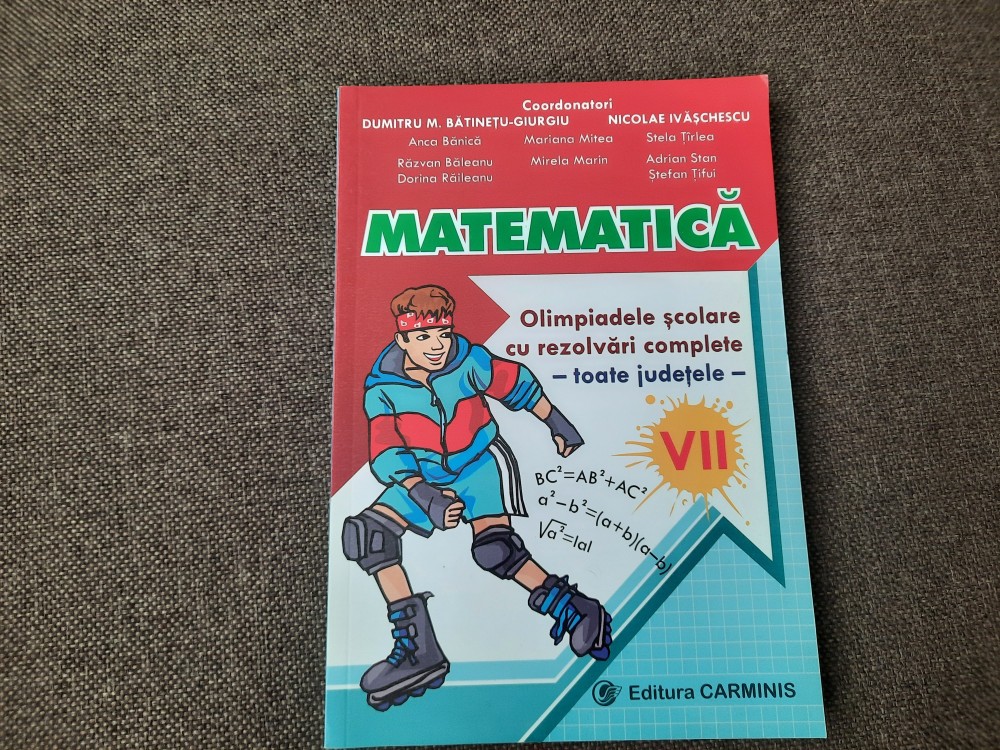 Coordonatori
DUMITRU M. BĂTINEȚU-GIURGIU NICOLAE IVĂȘCHESCU
Anca Bănică Mariana Mitea Stela Țîrlea
Răzvan Băleanu Mirela Marin Adrian Stan
Dorina Răileanu Ștefan Țifui
MATEMATICĂ
Olimpiadele școlare
cu rezolvări complete
– toate județele –
VII
BC²=AB²+AC²
a²–b²=(a+b)(a–b)
√a²=|a|
Editura CARMINIS